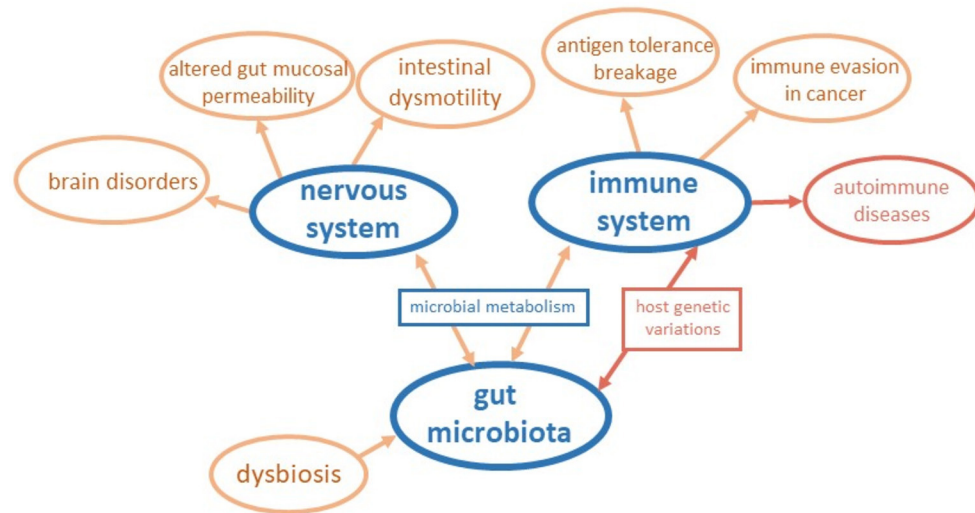 altered gut mucosal
permeability
intestinal
dysmotility
antigen tolerance
breakage
immune evasion
in cancer
brain disorders
nervous
system
immune
system
autoimmune
diseases
microbial metabolism
host genetic
variations
gut
microbiota
dysbiosis